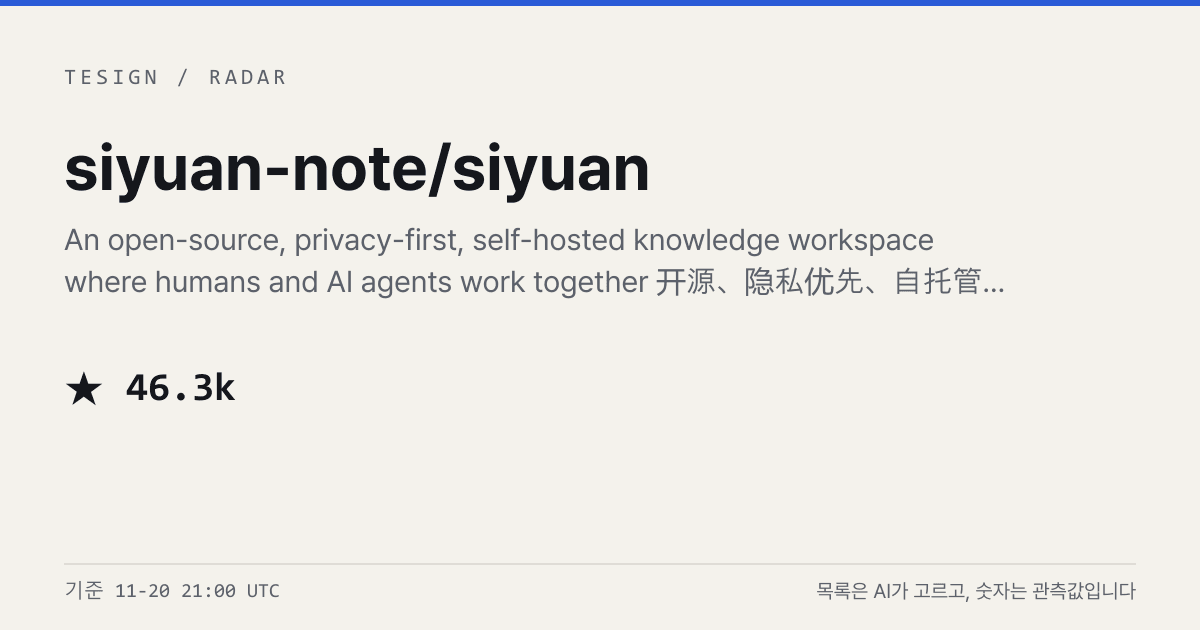 TESIGN / RADAR
siyuan-note/siyuan
An open-source, privacy-first, self-hosted knowledge workspace
where humans and AI agents work together 开源、隐私优先、自托管...
★ 46.3k
기준 11-20 21:00 UTC
목록은 AI가 고르고, 숫자는 관측값입니다